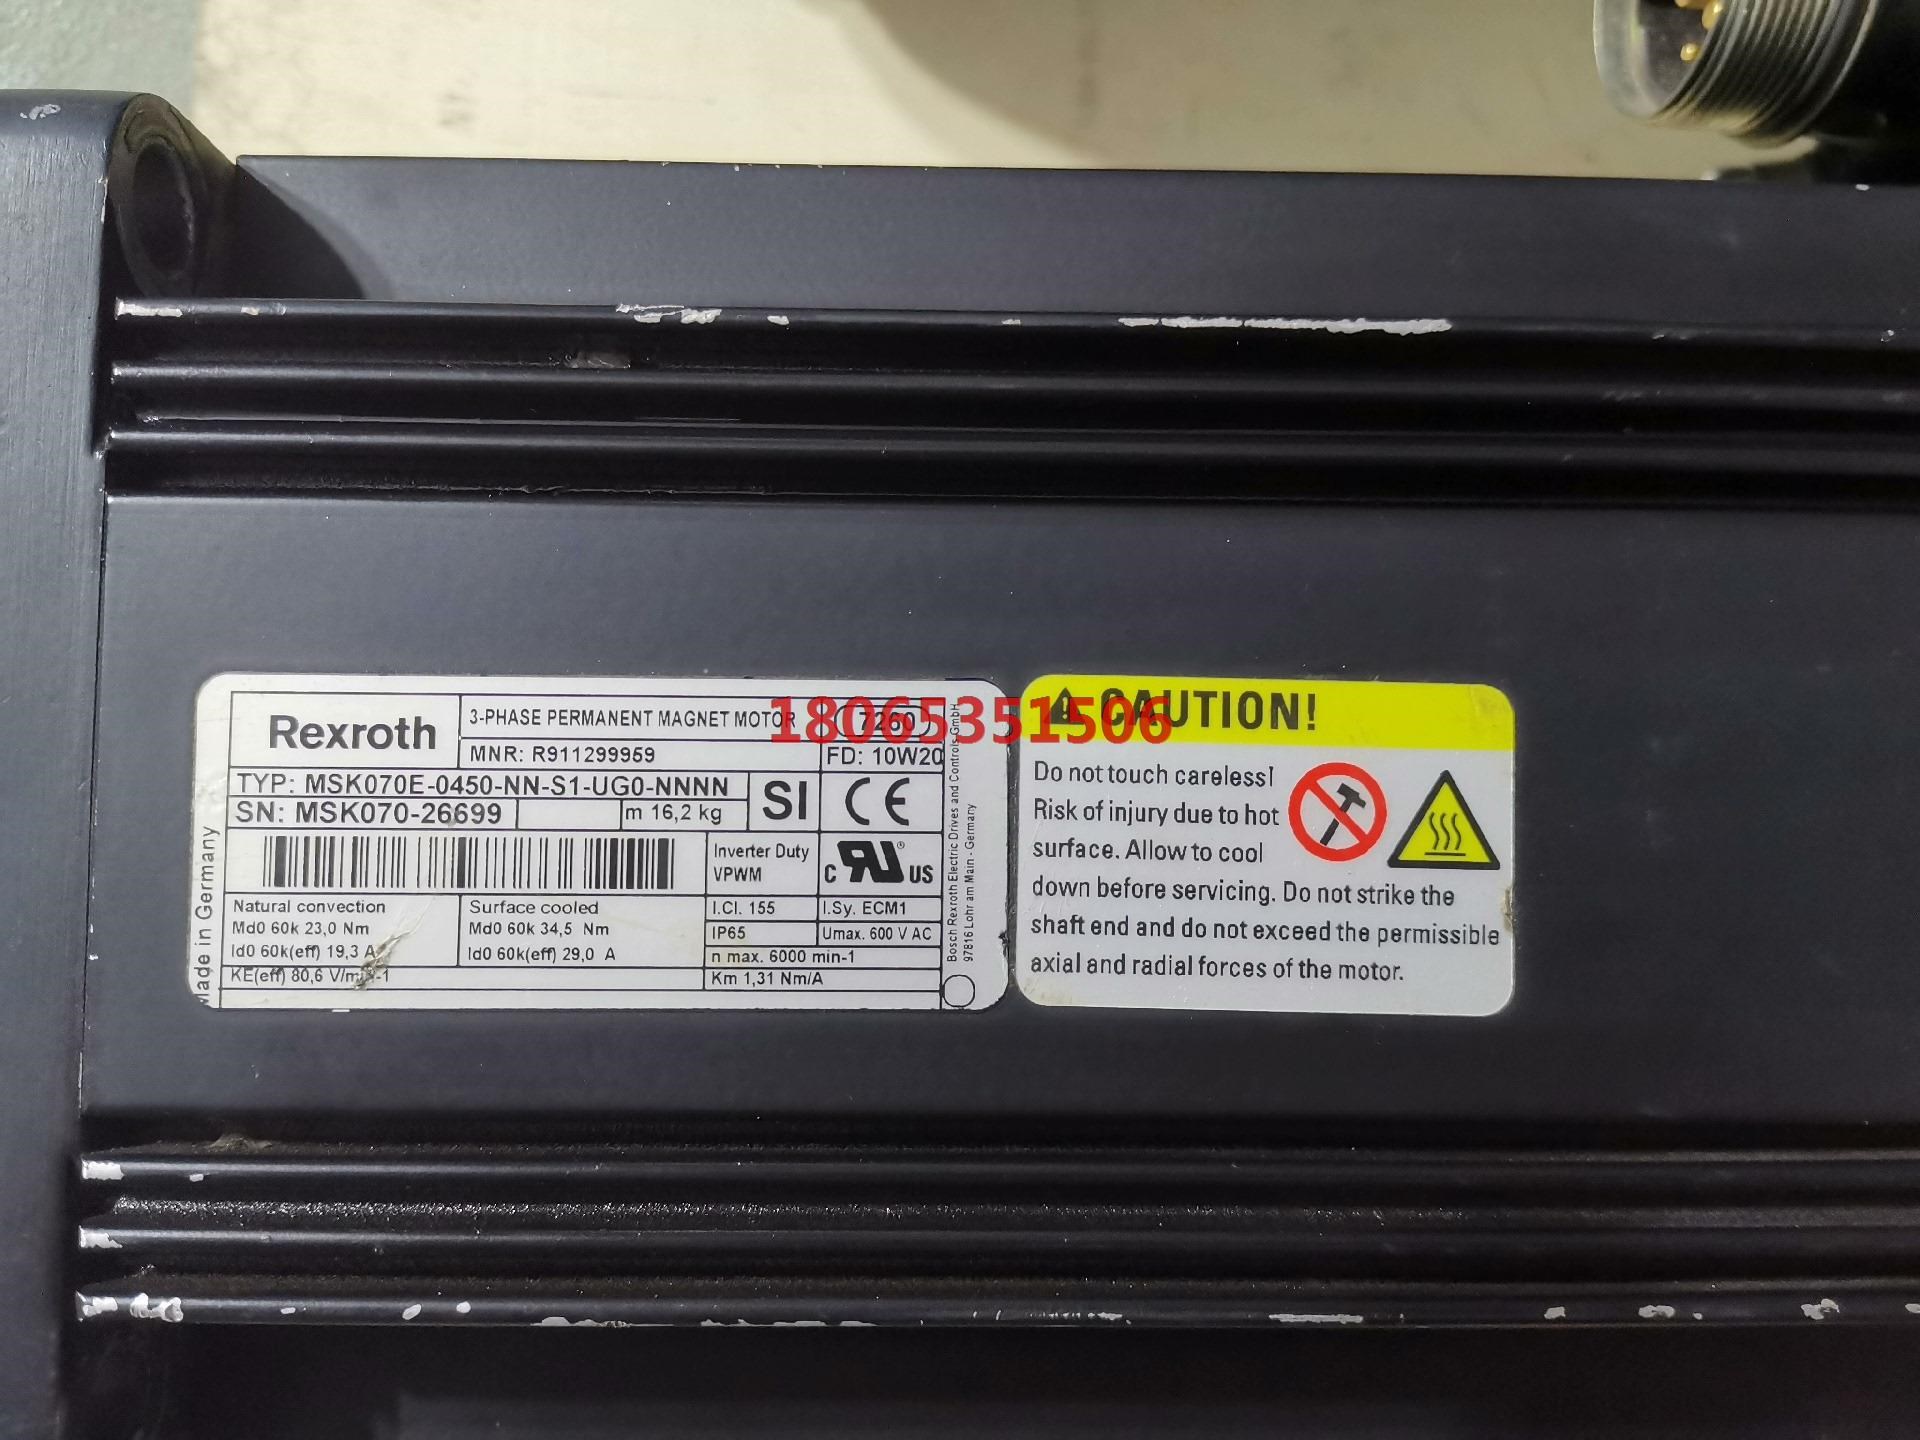 Rexroth
3-PHASE PERMANENT MAGNET MOTOR
7260
MNR: R911299959
FD: 10W20
TYP: MSK070E-0450-NN-S1-UG0-NNNN
SN: MSK070-26699
m 16,2 kg
SI
CE
Inverter Duty
VPWM
C US
Natural convection
Md0 60k 23,0 Nm
Id0 60k(eff) 19,3 A
Surface cooled
Md0 60k 34,5 Nm
Id0 60k(eff) 29,0 A
I.Cl. 155
I.Sy. ECM1
IP65
Umax. 600 V AC
n max. 6000 min-1
KE(eff) 80,6 V/min-1
Km 1,31 Nm/A
Made in Germany
Bosch Rexroth Electric Drives and Controls GmbH
97816 Lohr am Main - Germany
18065351506
CAUTION!
Do not touch careless!
Risk of injury due to hot
surface. Allow to cool
down before servicing. Do not strike the
shaft end and do not exceed the permissible
axial and radial forces of the motor.